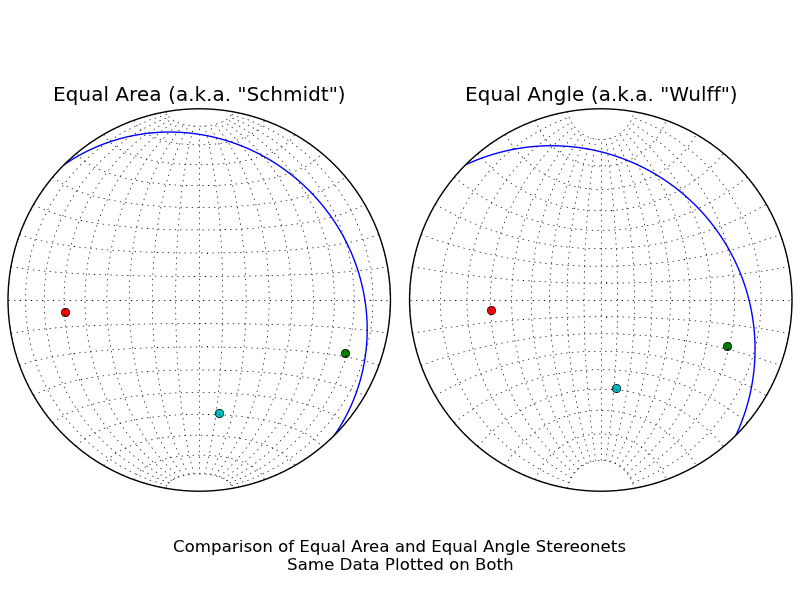 Equal Area (a.k.a. "Schmidt")
Equal Angle (a.k.a. "Wulff")
Comparison of Equal Area and Equal Angle Stereonets
Same Data Plotted on Both